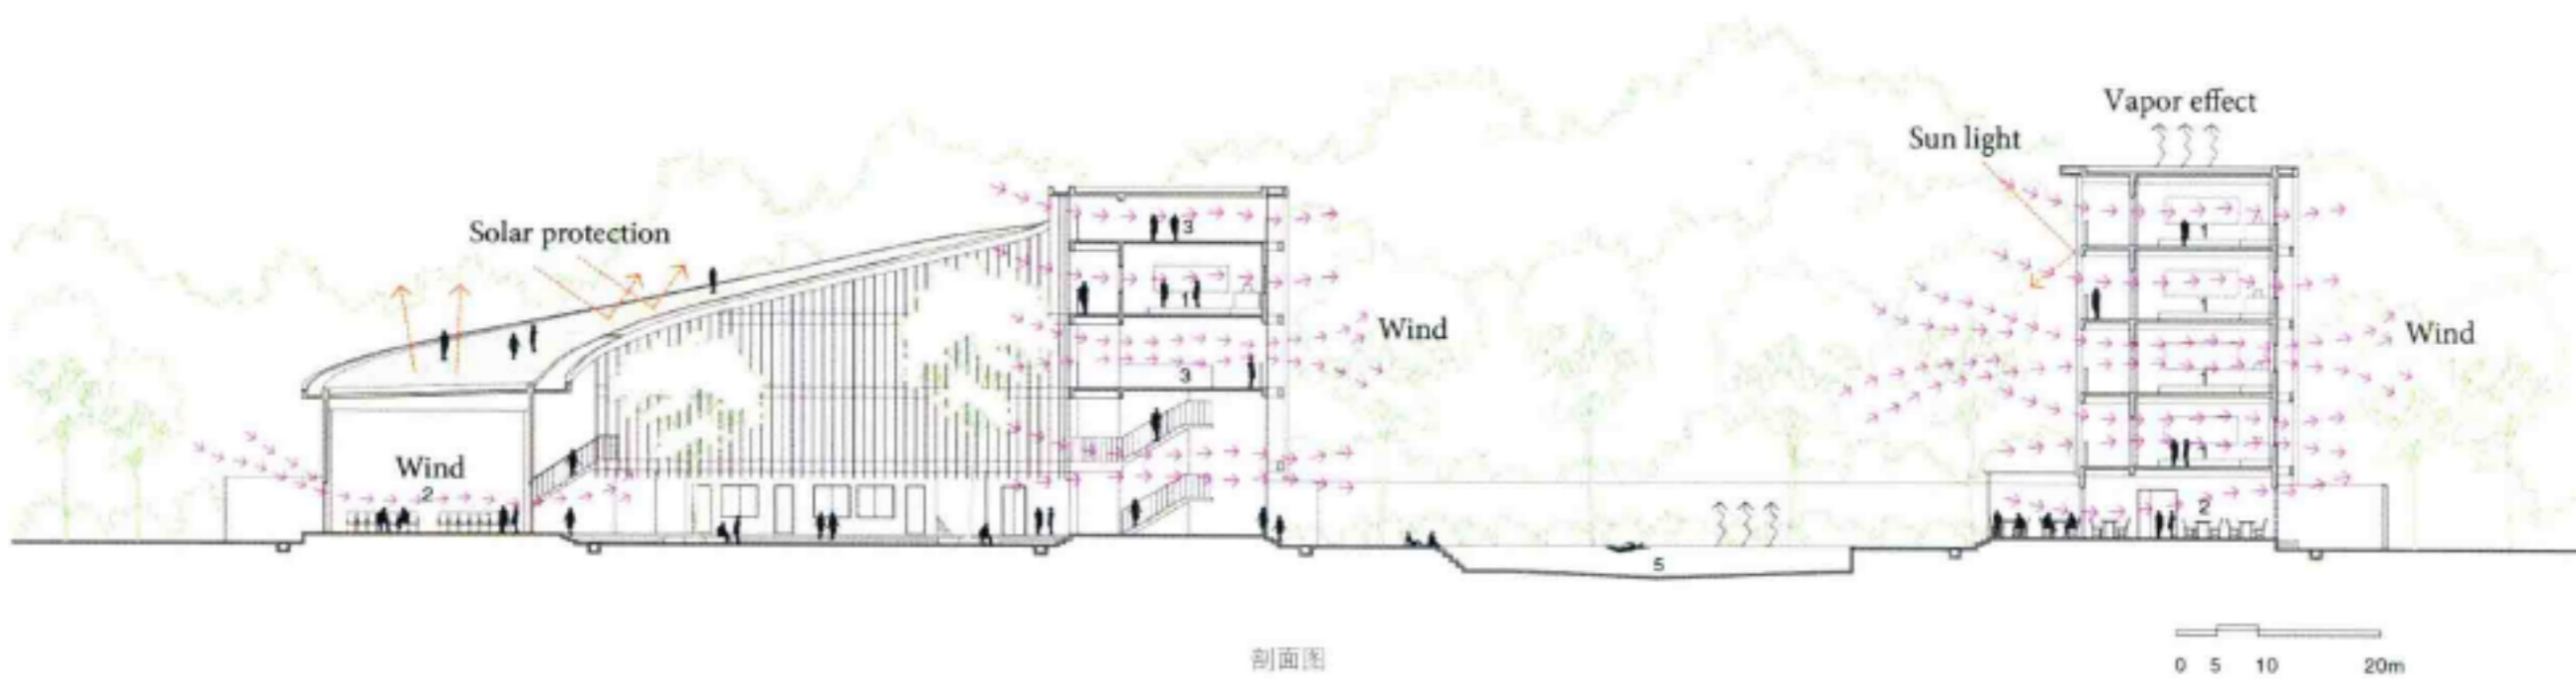 Vapor effect
Sun light
Solar protection
3
1
1
1
Wind
Wind
3
1
1
Wind
2
2
5
剖面图
0 5 10 20m